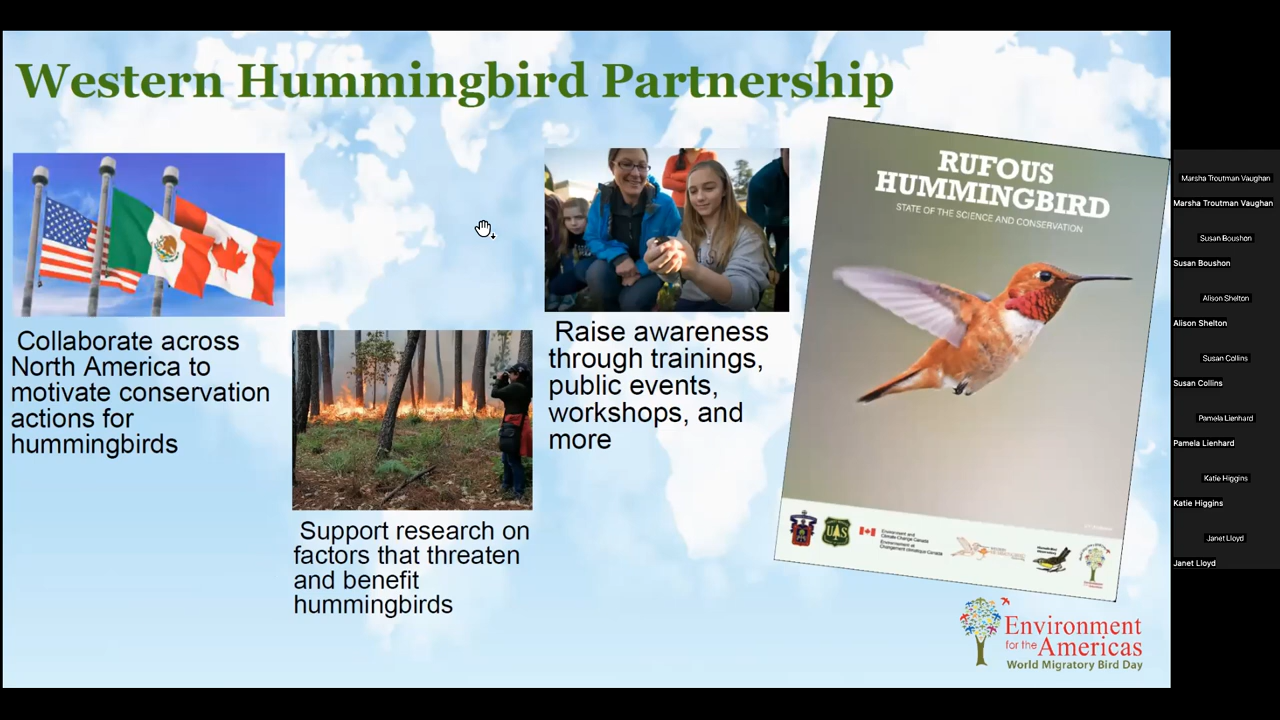 Western Hummingbird Partnership
Collaborate across
North America to
motivate conservation
actions for
hummingbirds
Support research on
factors that threaten
and benefit
hummingbirds
Raise awareness
through trainings,
public events,
workshops, and
more
RUFOUS
HUMMINGBIRD
STATE OF THE SCIENCE AND CONSERVATION
UAS
Environment and
Climate Change Canada
Environnement et
Changement climatique Canada
Environment
for the Americas
World Migratory Bird Day
Marsha Troutman Vaughan
Marsha Troutman Vaughan
Susan Boushon
Susan Boushon
Alison Shelton
Alison Shelton
Susan Collins
Susan Collins
Pamela Lienhard
Pamela Lienhard
Katie Higgins
Katie Higgins
Janet Lloyd
Janet Lloyd